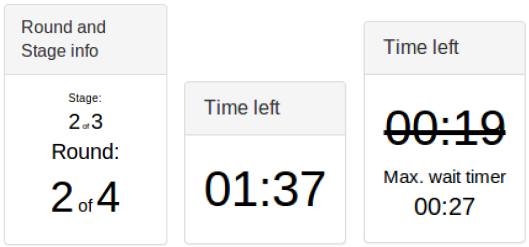 Round and
Stage info
Stage:
2 of 3
Round:
2 of 4
Time left
01:37
Time left
00:19
Max. wait timer
00:27